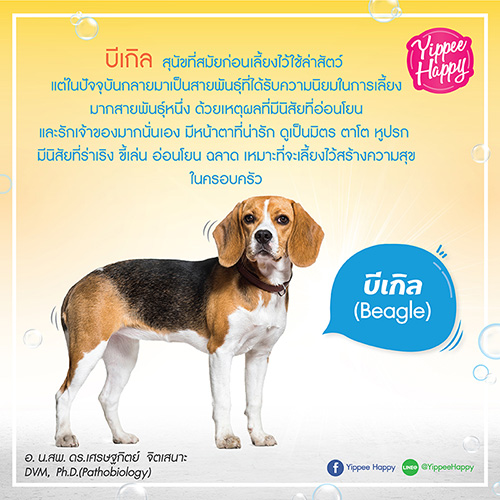 Yippee
Happy
บีเกิล สุนัขที่สมัยก่อนเลี้ยงไว้ใช้ล่าสัตว์
แต่ในปัจจุบันกลายมาเป็นสายพันธุ์ที่ได้รับความนิยมในการเลี้ยง
มากสายพันธุ์หนึ่ง ด้วยเหตุผลที่มีนิสัยที่อ่อนโยน
และรักเจ้าของมากนั่นเอง มีหน้าตาที่น่ารัก ดูเป็นมิตร ตาโต หูปรก
มีนิสัยที่ร่าเริง ขี้เล่น อ่อนโยน ฉลาด เหมาะที่จะเลี้ยงไว้สร้างความสุข
ในครอบครัว
บีเกิล
(Beagle)
อ. น.สพ. ดร.เศรษฐกิตย์ จิตเสนาะ
DVM, Ph.D.(Pathobiology)
f Yippee Happy LINE@ @YippeeHappy